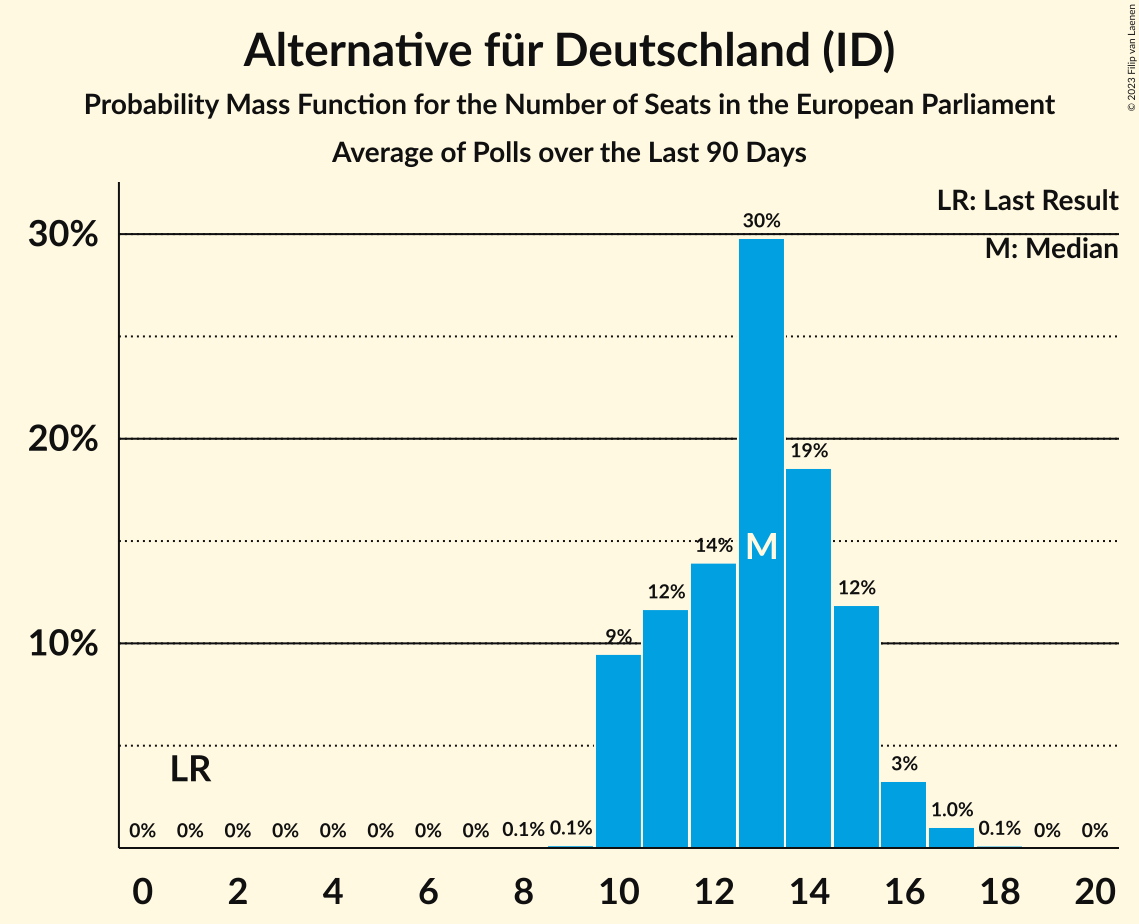 © 2023 Filip van Laenen
Alternative für Deutschland (ID)
Probability Mass Function for the Number of Seats in the European Parliament
Average of Polls over the Last 90 Days
LR: Last Result
M: Median
30%
20%
10%
30%
19%
14%
M
12%
12%
9%
LR
3%
1.0%
0% 0% 0% 0% 0% 0% 0% 0% 0.1% 0.1% 0.1% 0% 0%
0 2 4 6 8 10 12 14 16 18 20